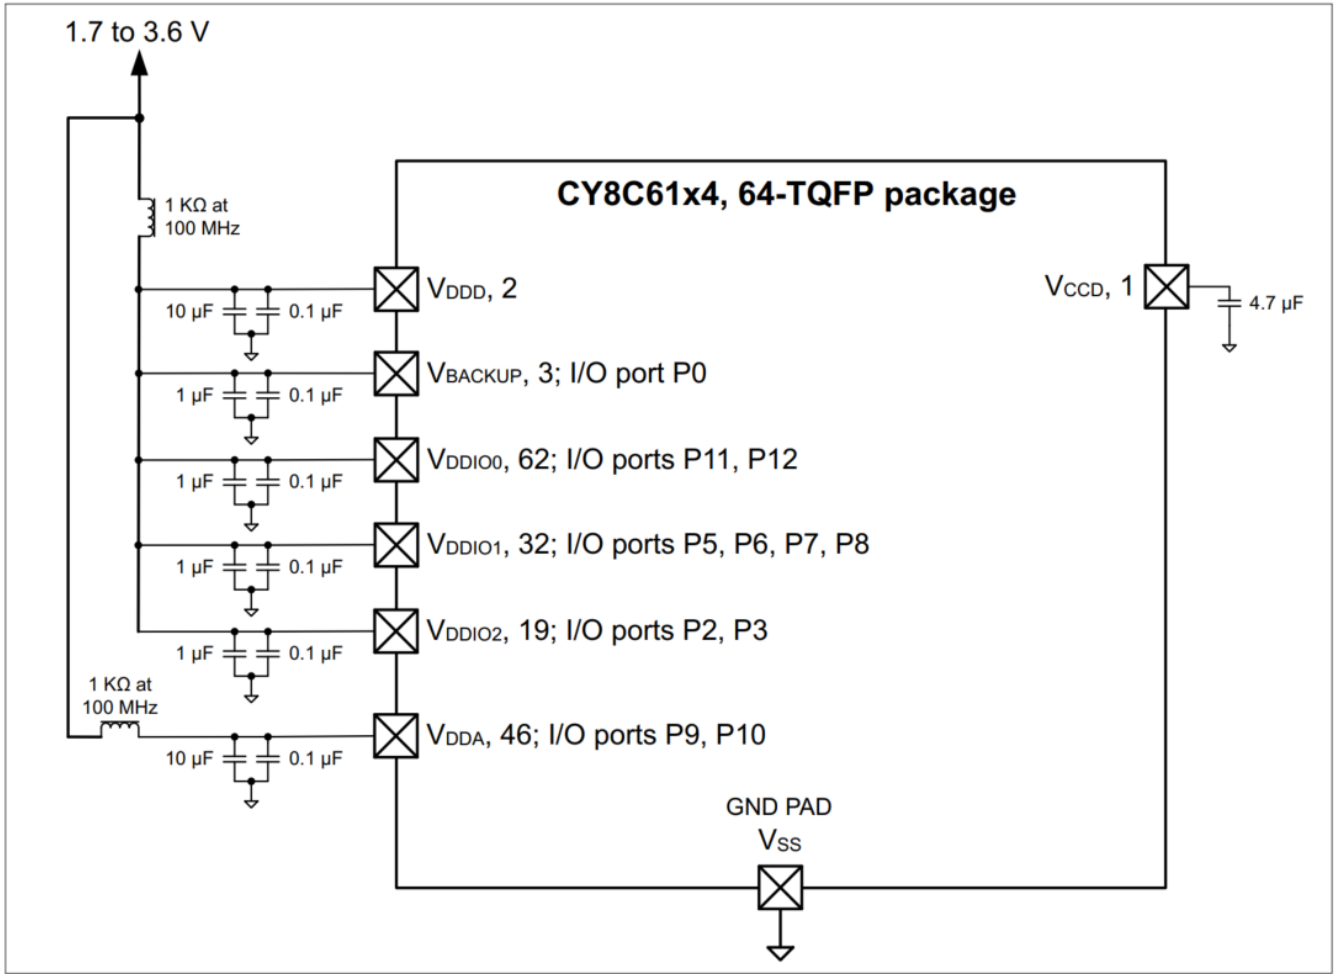 1.7 to 3.6 V
CY8C61x4, 64-TQFP package
1 KΩ at
100 MHz
VDDD, 2
10 µF
0.1 µF
VCCD, 1
4.7 µF
VBACKUP, 3; I/O port P0
1 µF
0.1 µF
VDDIO0, 62; I/O ports P11, P12
1 µF
0.1 µF
VDDIO1, 32; I/O ports P5, P6, P7, P8
1 µF
0.1 µF
VDDIO2, 19; I/O ports P2, P3
1 µF
0.1 µF
1 KΩ at
100 MHz
VDDA, 46; I/O ports P9, P10
10 µF
0.1 µF
GND PAD
VSS